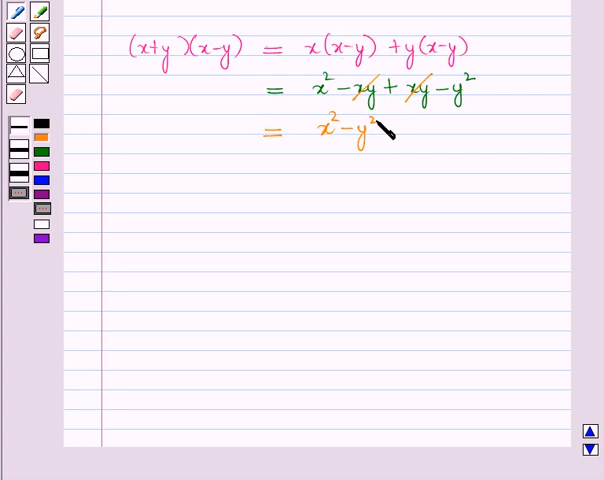 (x+y)(x-y) = x(x-y) + y(x-y)
= x² - xy + xy - y²
= x² - y²